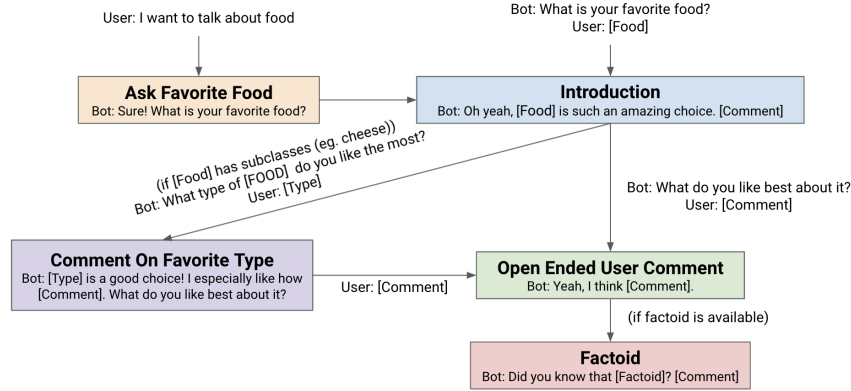 User: I want to talk about food
Bot: What is your favorite food?
User: [Food]
Ask Favorite Food
Bot: Sure! What is your favorite food?
Introduction
Bot: Oh yeah, [Food] is such an amazing choice. [Comment]
(if [Food] has subclasses (eg. cheese))
Bot: What type of [FOOD] do you like the most?
User: [Type]
Bot: What do you like best about it?
User: [Comment]
Comment On Favorite Type
Bot: [Type] is a good choice! I especially like how
[Comment]. What do you like best about it?
User: [Comment]
Open Ended User Comment
Bot: Yeah, I think [Comment].
(if factoid is available)
Factoid
Bot: Did you know that [Factoid]? [Comment]